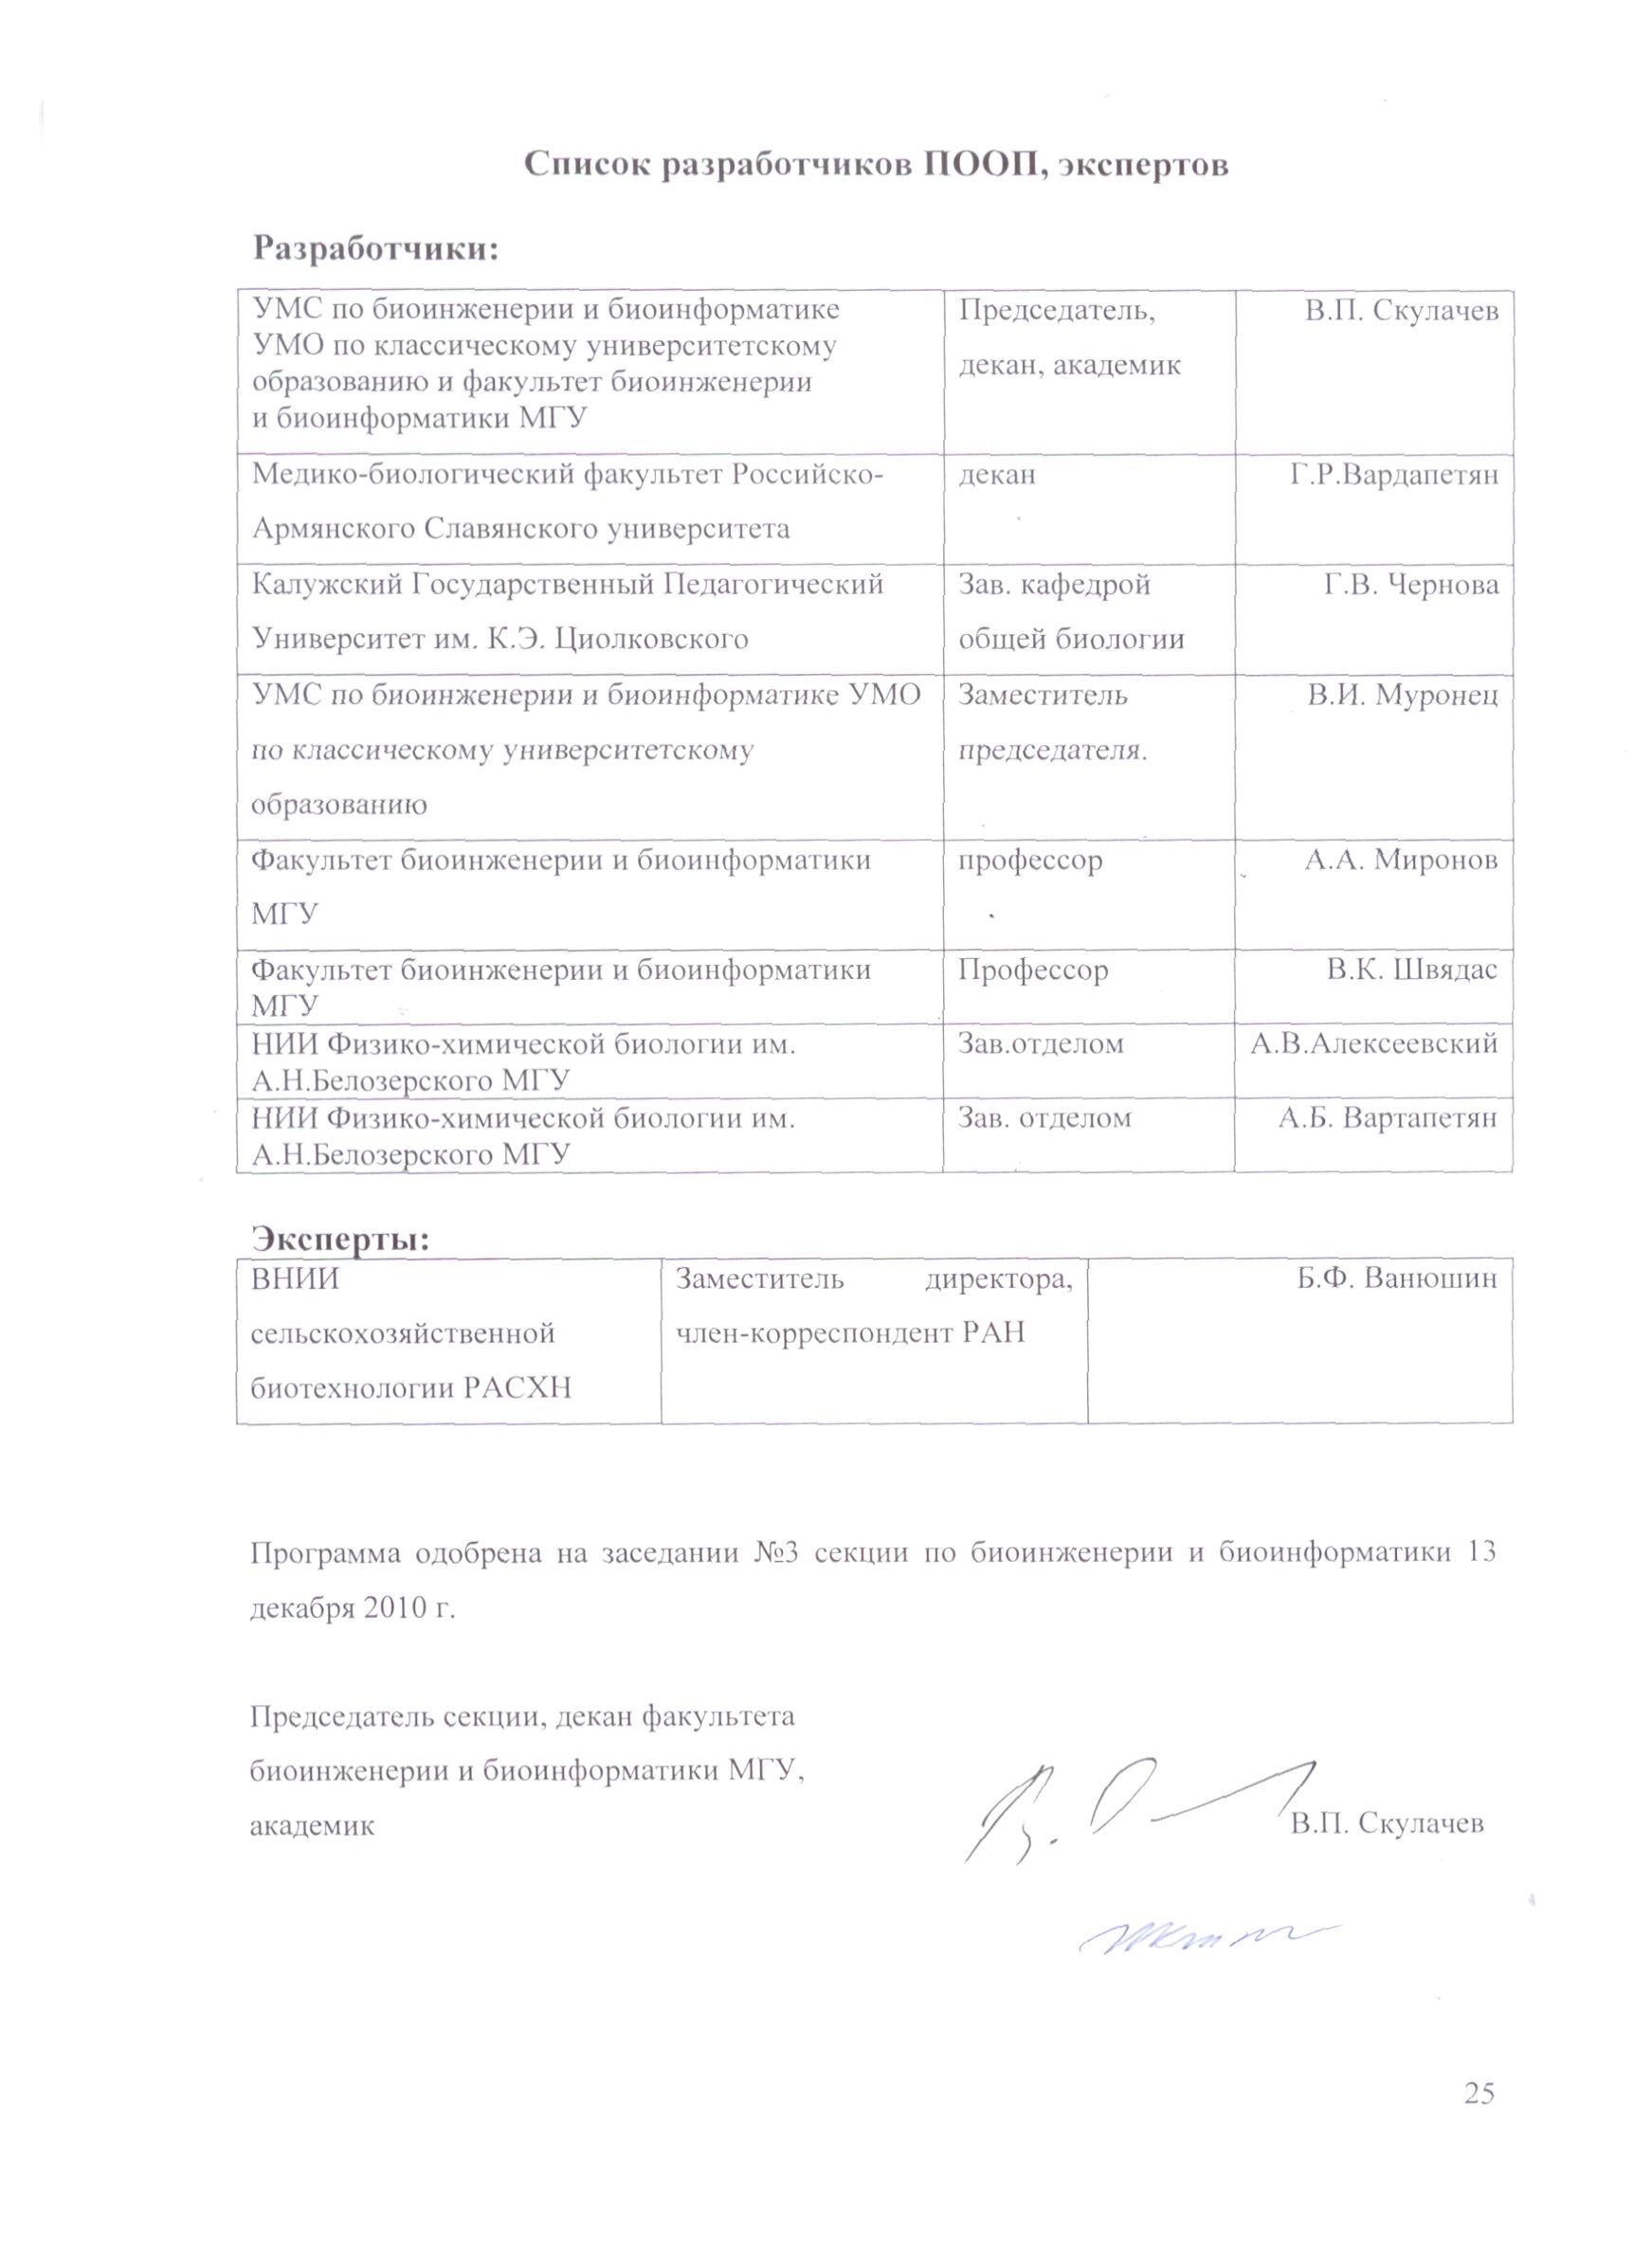 Список разработчиков ПООП, экспертов
Разработчики:
УМС по биоинженерии и биоинформатике
УМО по классическому университетскому
образованию и факультет биоинженерии
и биоинформатики МГУ
Председатель,
декан, академик
В.П. Скулачев
Медико-биологический факультет Российско-
Армянского Славянского университета
декан
Г.Р.Вардапетян
Калужский Государственный Педагогический
Университет им. К.Э. Циолковского
Зав. кафедрой
общей биологии
Г.В. Чернова
УМС по биоинженерии и биоинформатике УМО
по классическому университетскому
образованию
Заместитель
председателя.
В.И. Муронец
Факультет биоинженерии и биоинформатики
МГУ
профессор
А.А. Миронов
Факультет биоинженерии и биоинформатики
МГУ
Профессор
В.К. Швядас
НИИ Физико-химической биологии им.
А.Н.Белозерского МГУ
Зав.отделом
А.В.Алексеевский
НИИ Физико-химической биологии им.
А.Н.Белозерского МГУ
Зав. отделом
А.Б. Вартапетян
Эксперты:
ВНИИ
сельскохозяйственной
биотехнологии РАСХН
Заместитель директора,
член-корреспондент РАН
Б.Ф. Ванюшин
Программа одобрена на заседании №3 секции по биоинженерии и биоинформатики 13
декабря 2010 г.
Председатель секции, декан факультета
биоинженерии и биоинформатики МГУ,
академик
В.П. Скулачев
25